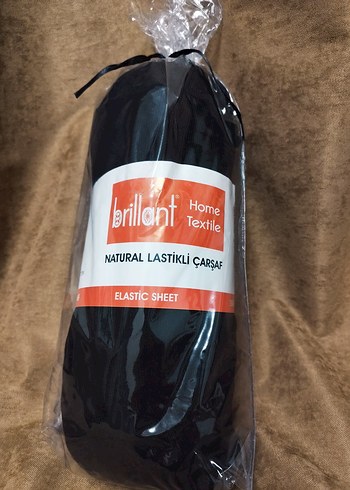 brillant® Home
Textile
NATURAL LASTİKLİ ÇARŞAF
ELASTIC SHEET